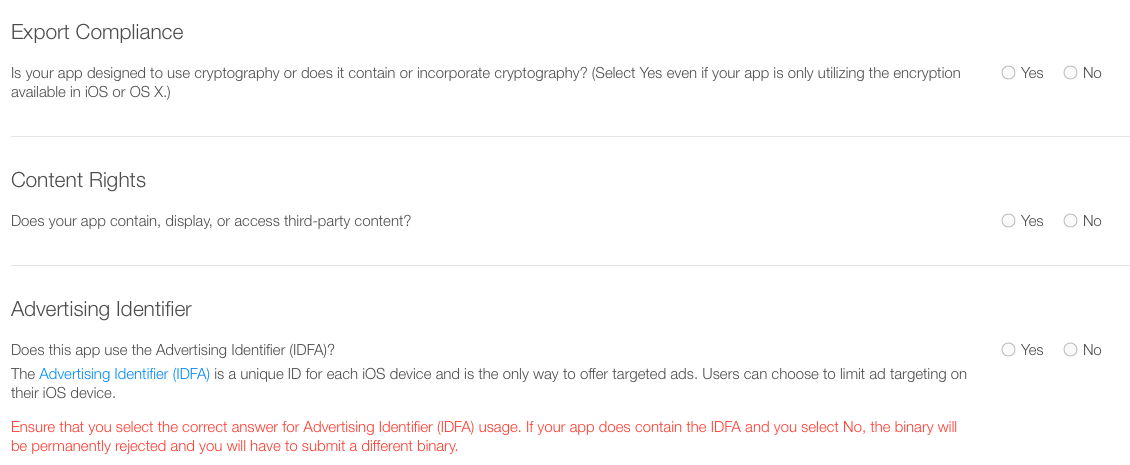 Export Compliance
Is your app designed to use cryptography or does it contain or incorporate cryptography? (Select Yes even if your app is only utilizing the encryption
available in iOS or OS X.)
Yes No
Content Rights
Does your app contain, display, or access third-party content?
Yes No
Advertising Identifier
Does this app use the Advertising Identifier (IDFA)?
Yes No
The Advertising Identifier (IDFA) is a unique ID for each iOS device and is the only way to offer targeted ads. Users can choose to limit ad targeting on
their iOS device.
Ensure that you select the correct answer for Advertising Identifier (IDFA) usage. If your app does contain the IDFA and you select No, the binary will
be permanently rejected and you will have to submit a different binary.